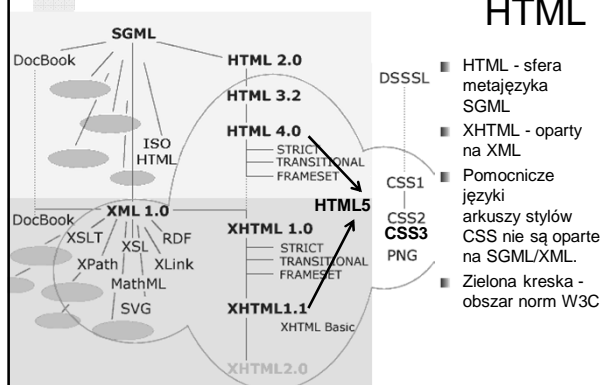 HTML
SGML
DocBook
HTML 2.0
HTML 3.2
HTML 4.0
STRICT
TRANSITIONAL
FRAMESET
ISO
HTML
DSSSL
HTML5
CSS1
CSS2
CSS3
PNG
DocBook
XML 1.0
XSLT
XSL
RDF
XPath
XLink
MathML
SVG
XHTML 1.0
STRICT
TRANSITIONAL
FRAMESET
XHTML1.1
XHTML Basic
XHTML2.0
HTML - sfera
metajęzyka
SGML
XHTML - oparty
na XML
Pomocnicze
języki
arkuszy stylów
CSS nie są oparte
na SGML/XML.
Zielona kreska -
obszar norm W3C